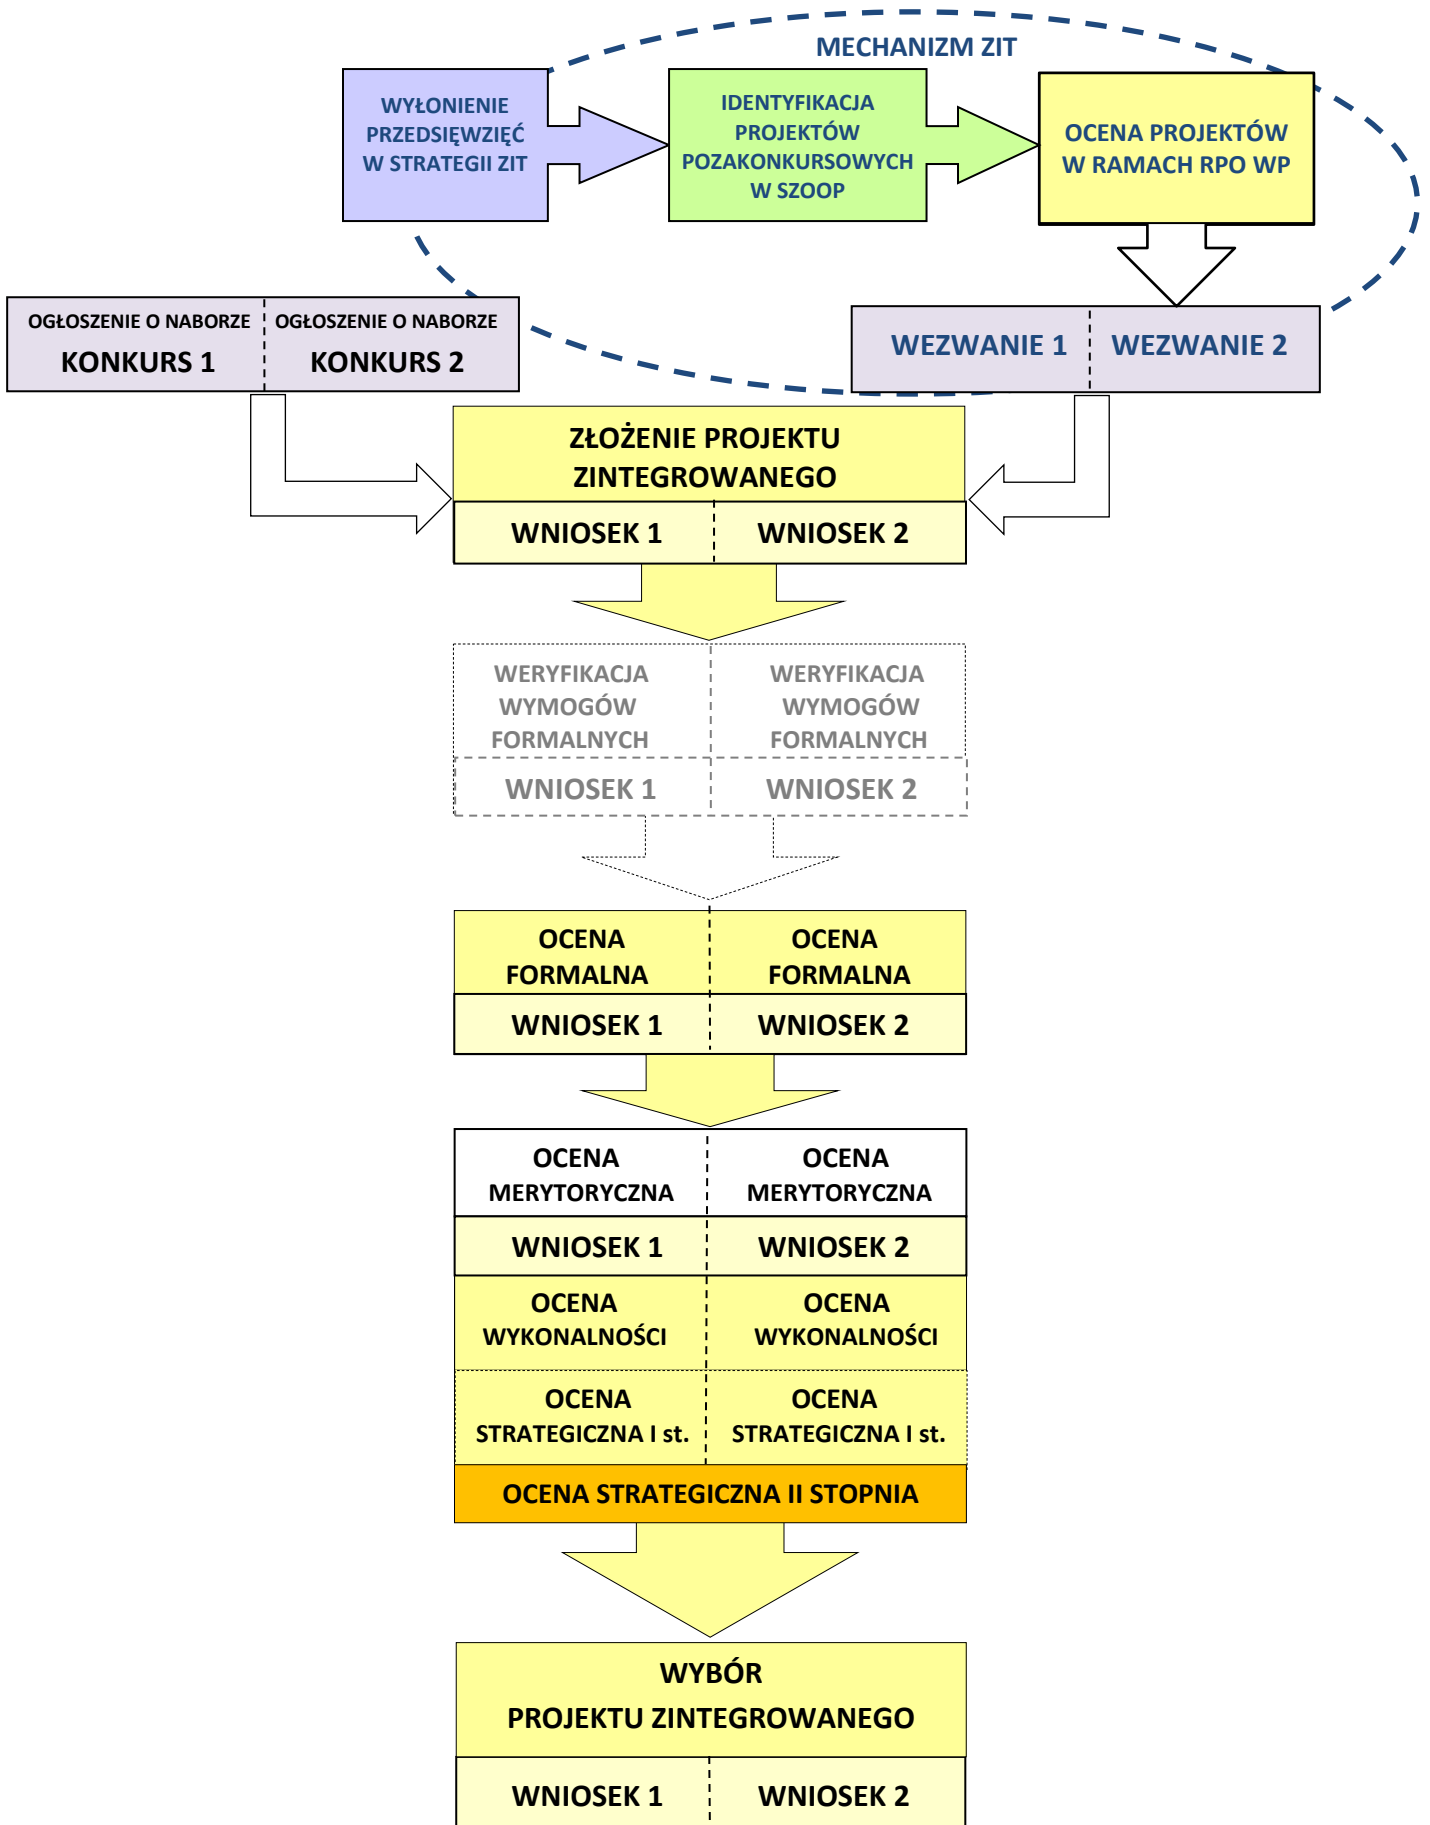 MECHANIZM ZIT
WYŁONIENIE
PRZEDSIĘWZIĘĆ
W STRATEGII ZIT
IDENTYFIKACJA
PROJEKTÓW
POZAKONKURSOWYCH
W SZOOP
OCENA PROJEKTÓW
W RAMACH RPO WP
OGŁOSZENIE O NABORZE
KONKURS 1
OGŁOSZENIE O NABORZE
KONKURS 2
WEZWANIE 1
WEZWANIE 2
ZŁOŻENIE PROJEKTU
ZINTEGROWANEGO
WNIOSEK 1
WNIOSEK 2
WERYFIKACJA
WYMOGÓW
FORMALNYCH
WNIOSEK 1
WERYFIKACJA
WYMOGÓW
FORMALNYCH
WNIOSEK 2
OCENA
FORMALNA
WNIOSEK 1
OCENA
FORMALNA
WNIOSEK 2
OCENA
MERYTORYCZNA
WNIOSEK 1
OCENA
MERYTORYCZNA
WNIOSEK 2
OCENA
WYKONALNOŚCI
OCENA
WYKONALNOŚCI
OCENA
STRATEGICZNA I st.
OCENA
STRATEGICZNA I st.
OCENA STRATEGICZNA II STOPNIA
WYBÓR
PROJEKTU ZINTEGROWANEGO
WNIOSEK 1
WNIOSEK 2